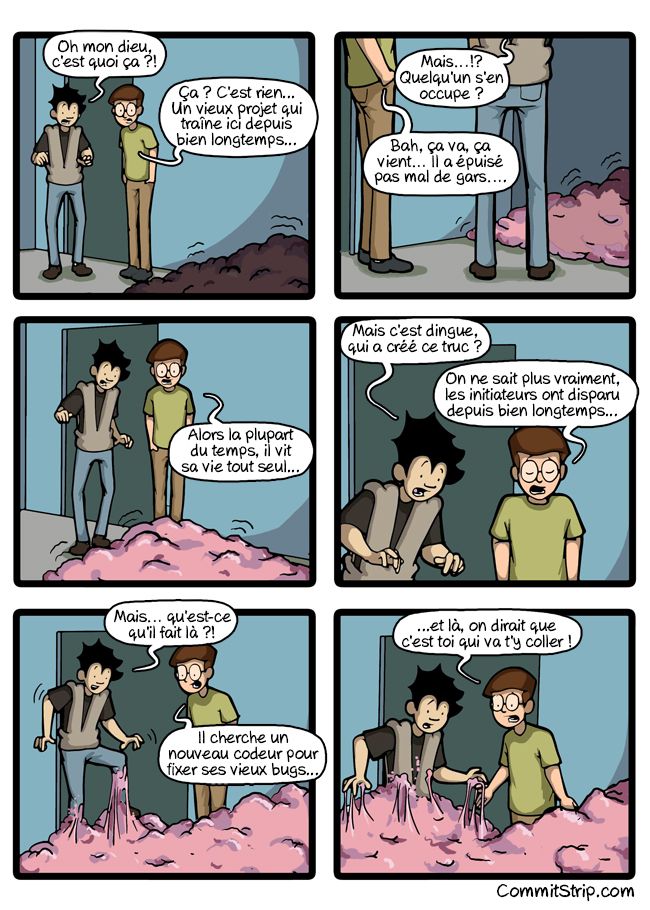 Oh mon dieu,
c'est quoi ça ?!
Ça ? C'est rien...
Un vieux projet qui
traîne ici depuis
bien longtemps...
Mais...!?
Quelqu'un s'en
occupe ?
Bah, ça va, ça
vient... Il a épuisé
pas mal de gars....
Alors la plupart
du temps, il vit
sa vie tout seul...
Mais c'est dingue,
qui a créé ce truc ?
On ne sait plus vraiment,
les initiateurs ont disparu
depuis bien longtemps...
Mais... qu'est-ce
qu'il fait là ?!
Il cherche un
nouveau codeur pour
fixer ses vieux bugs...
...et là, on dirait que
c'est toi qui va t'y coller !
CommitStrip.com